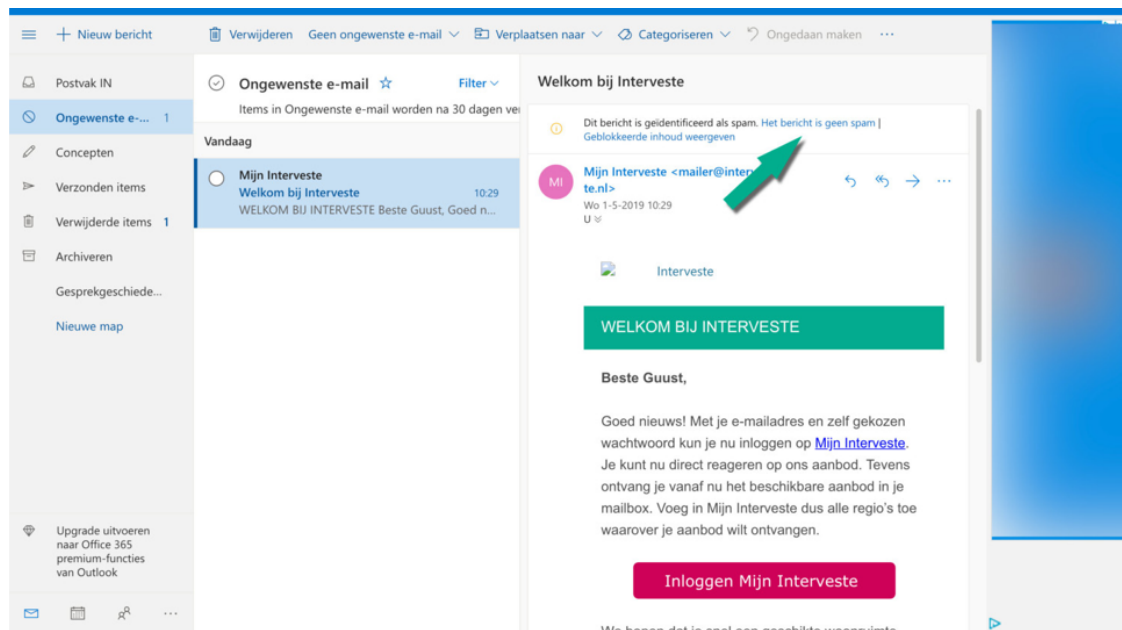 Nieuw bericht
Verwijderen Geen ongewenste e-mail Verplaatsen naar Categoriseren Ongedaan maken ...
Postvak IN
Ongewenste e-... 1
Concepten
Verzonden items
Verwijderde items 1
Archiveren
Gesprekgeschiede...
Nieuwe map
Upgrade uitvoeren
naar Office 365
premium-functies
van Outlook
...
Ongewenste e-mail Filter
Items in Ongewenste e-mail worden na 30 dagen
Vandaag
Mijn Interveste
Welkom bij Interveste 10:29
WELKOM BIJ INTERVESTE Beste Guust, Goed n...
Welkom bij Interveste
Dit bericht is geïdentificeerd als spam. Het bericht is geen spam |
Geblokkeerde inhoud weergeven
MI
Mijn Interveste <mailer@inter
te.nl>
Wo 1-5-2019 10:29
U
...
Interveste
WELKOM BIJ INTERVESTE
Beste Guust,
Goed nieuws! Met je e-mailadres en zelf gekozen
wachtwoord kun je nu inloggen op Mijn Interveste.
Je kunt nu direct reageren op ons aanbod. Tevens
ontvang je vanaf nu het beschikbare aanbod in je
mailbox. Voeg in Mijn Interveste dus alle regio's toe
waarover je aanbod wilt ontvangen.
Inloggen Mijn Interveste